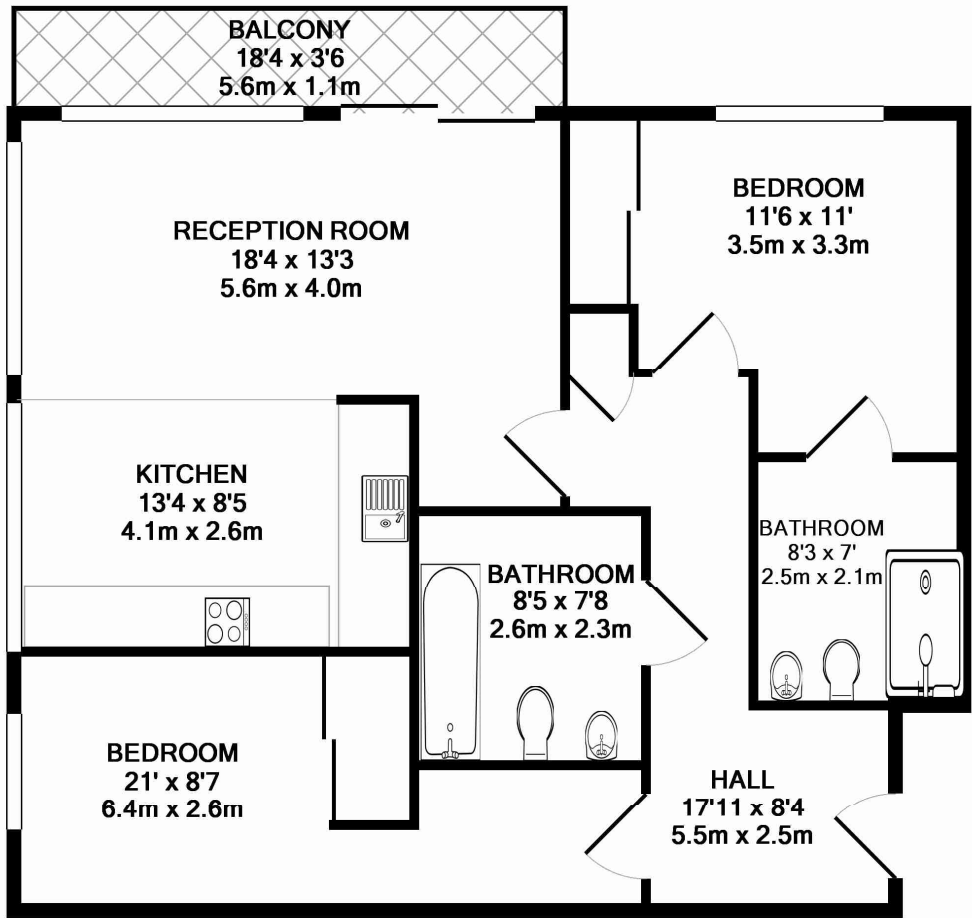 BALCONY
18'4 x 3'6
5.6m x 1.1m
RECEPTION ROOM
18'4 x 13'3
5.6m x 4.0m
BEDROOM
11'6 x 11'
3.5m x 3.3m
KITCHEN
13'4 x 8'5
4.1m x 2.6m
BATHROOM
8'5 x 7'8
2.6m x 2.3m
BATHROOM
8'3 x 7'
2.5m x 2.1m
BEDROOM
21' x 8'7
6.4m x 2.6m
HALL
17'11 x 8'4
5.5m x 2.5m